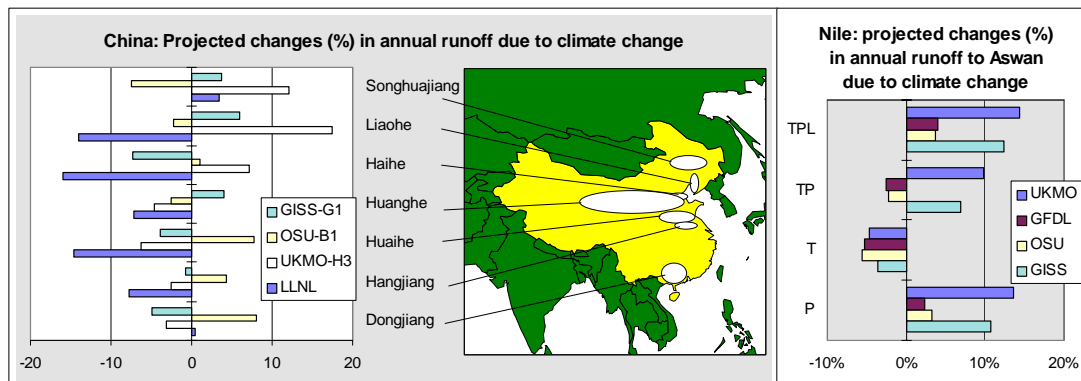 China: Projected changes (%) in annual runoff due to climate change
GISS-G1
OSU-B1
UKMO-H3
LLNL
-20 -10 0 10 20
Songhuajiang
Liaohe
Haihe
Huanghe
Huaihe
Hangjiang
Dongjiang
Nile: projected changes (%)
in annual runoff to Aswan
due to climate change
TPL
TP
T
P
UKMO
GFDL
OSU
GISS
-10% 0% 10% 20%